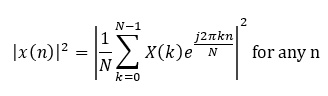 |x(n)|² = |1/N ∑_{k=0}^{N−1} X(k)e^{j2πkn/N}|² for any n